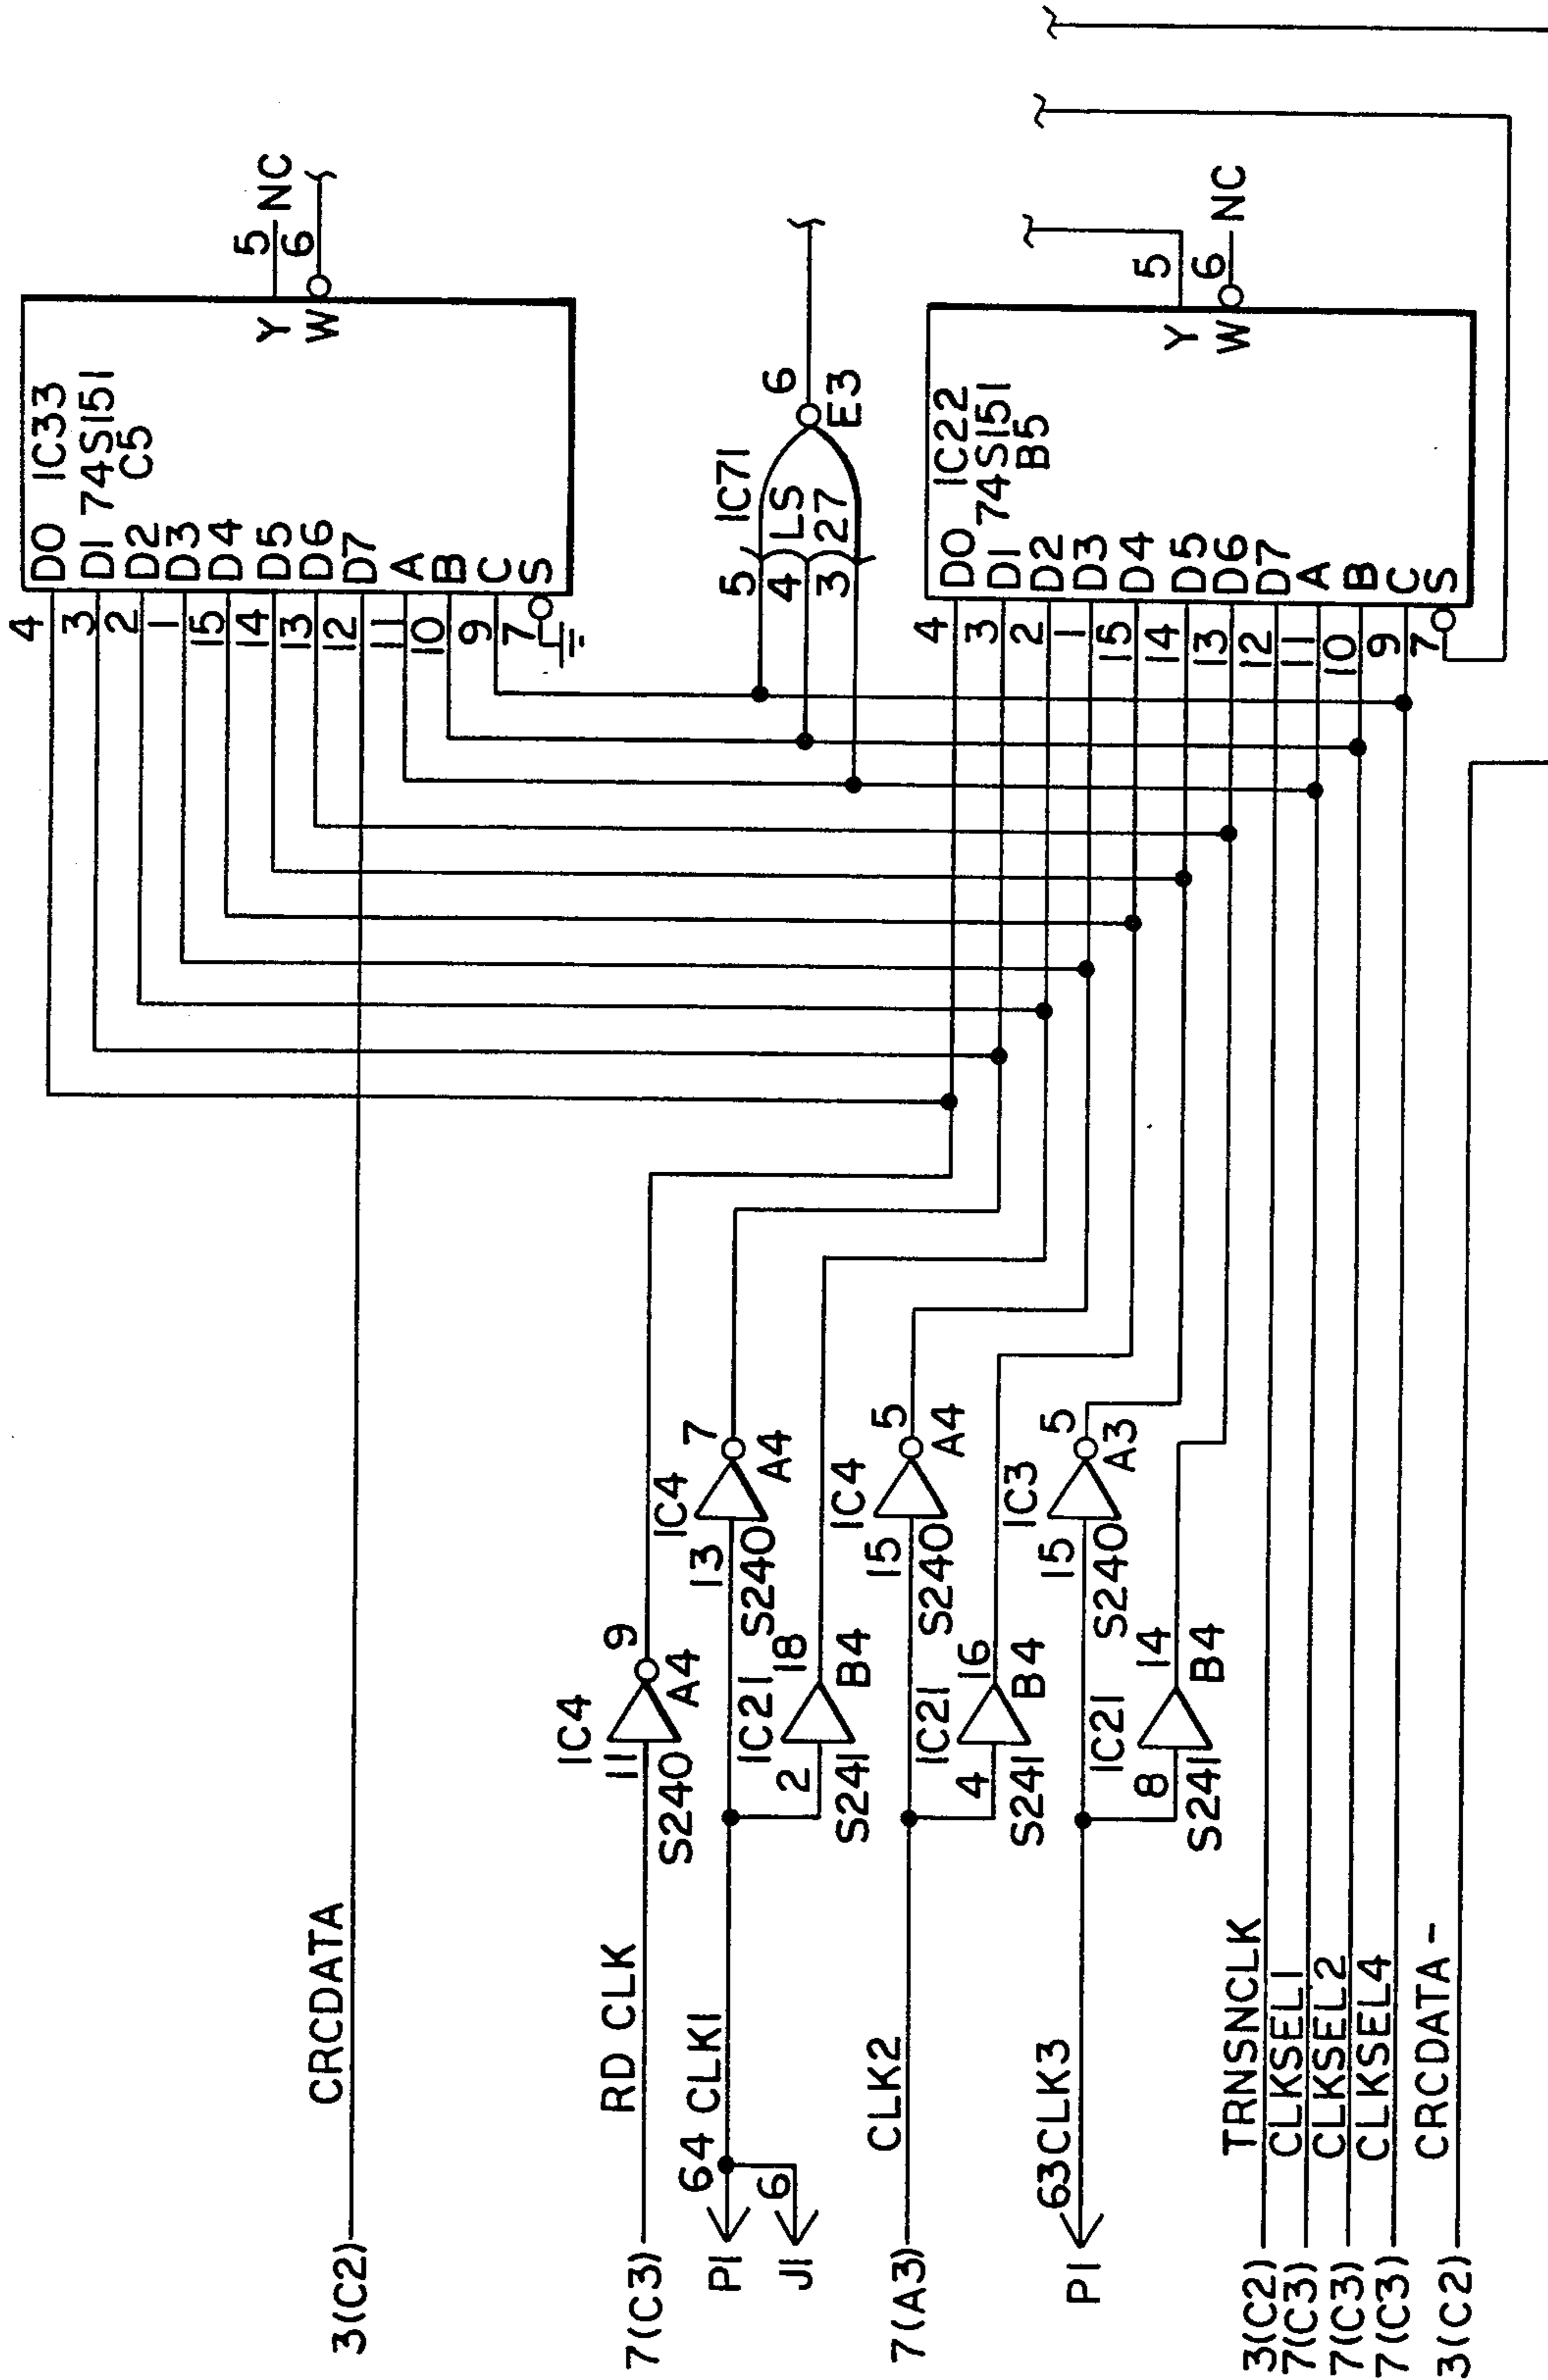 D0 IC33
D1 74S151
D2 C5
D3
D4
D5
D6
D7
A
B
C
S
4
3
2
1
15
14
13
12
11
10
9
7
Y
W
5 NC
6
IC71
5
4 LS
3 27
6
E3
D0 IC22
D1 74S151
D2 B5
D3
D4
D5
D6
D7
A
B
C
S
4
3
2
1
15
14
13
12
11
10
9
7
Y
W
5
6 NC
3(C2) CRCDATA
7(C3) RD CLK
IC4
11
9
S240
A4
P1 64 CLK1
J1 6
IC4
13
7
S240
A4
IC21
2
18
S241
B4
7(A3) CLK2
IC4
15
5
S240
A4
IC21
4
16
S241
B4
P1 63 CLK3
IC3
15
5
S240
A3
IC21
8
14
S241
B4
3(C2) TRNSNCLK
7(C3) CLKSEL1
7(C3) CLKSEL2
7(C3) CLKSEL4
3(C2) CRCDATA -